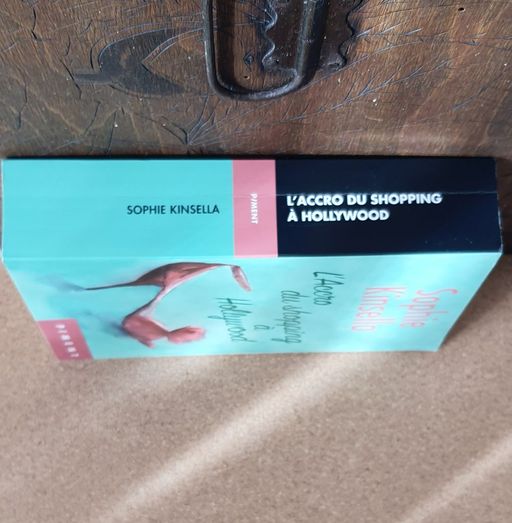 SOPHIE KINSELLA
PIMENT
L'ACCRO DU SHOPPING
À HOLLYWOOD
Sophie
Kinsella
L'Accro
du shopping
à
Hollywood
PIMENT